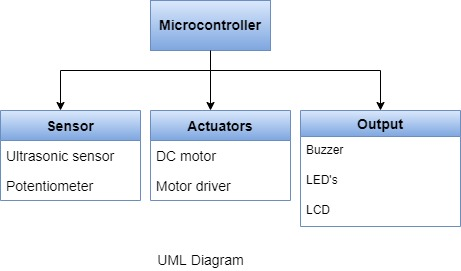 Microcontroller
Sensor
Ultrasonic sensor
Potentiometer
Actuators
DC motor
Motor driver
Output
Buzzer
LED's
LCD
UML Diagram